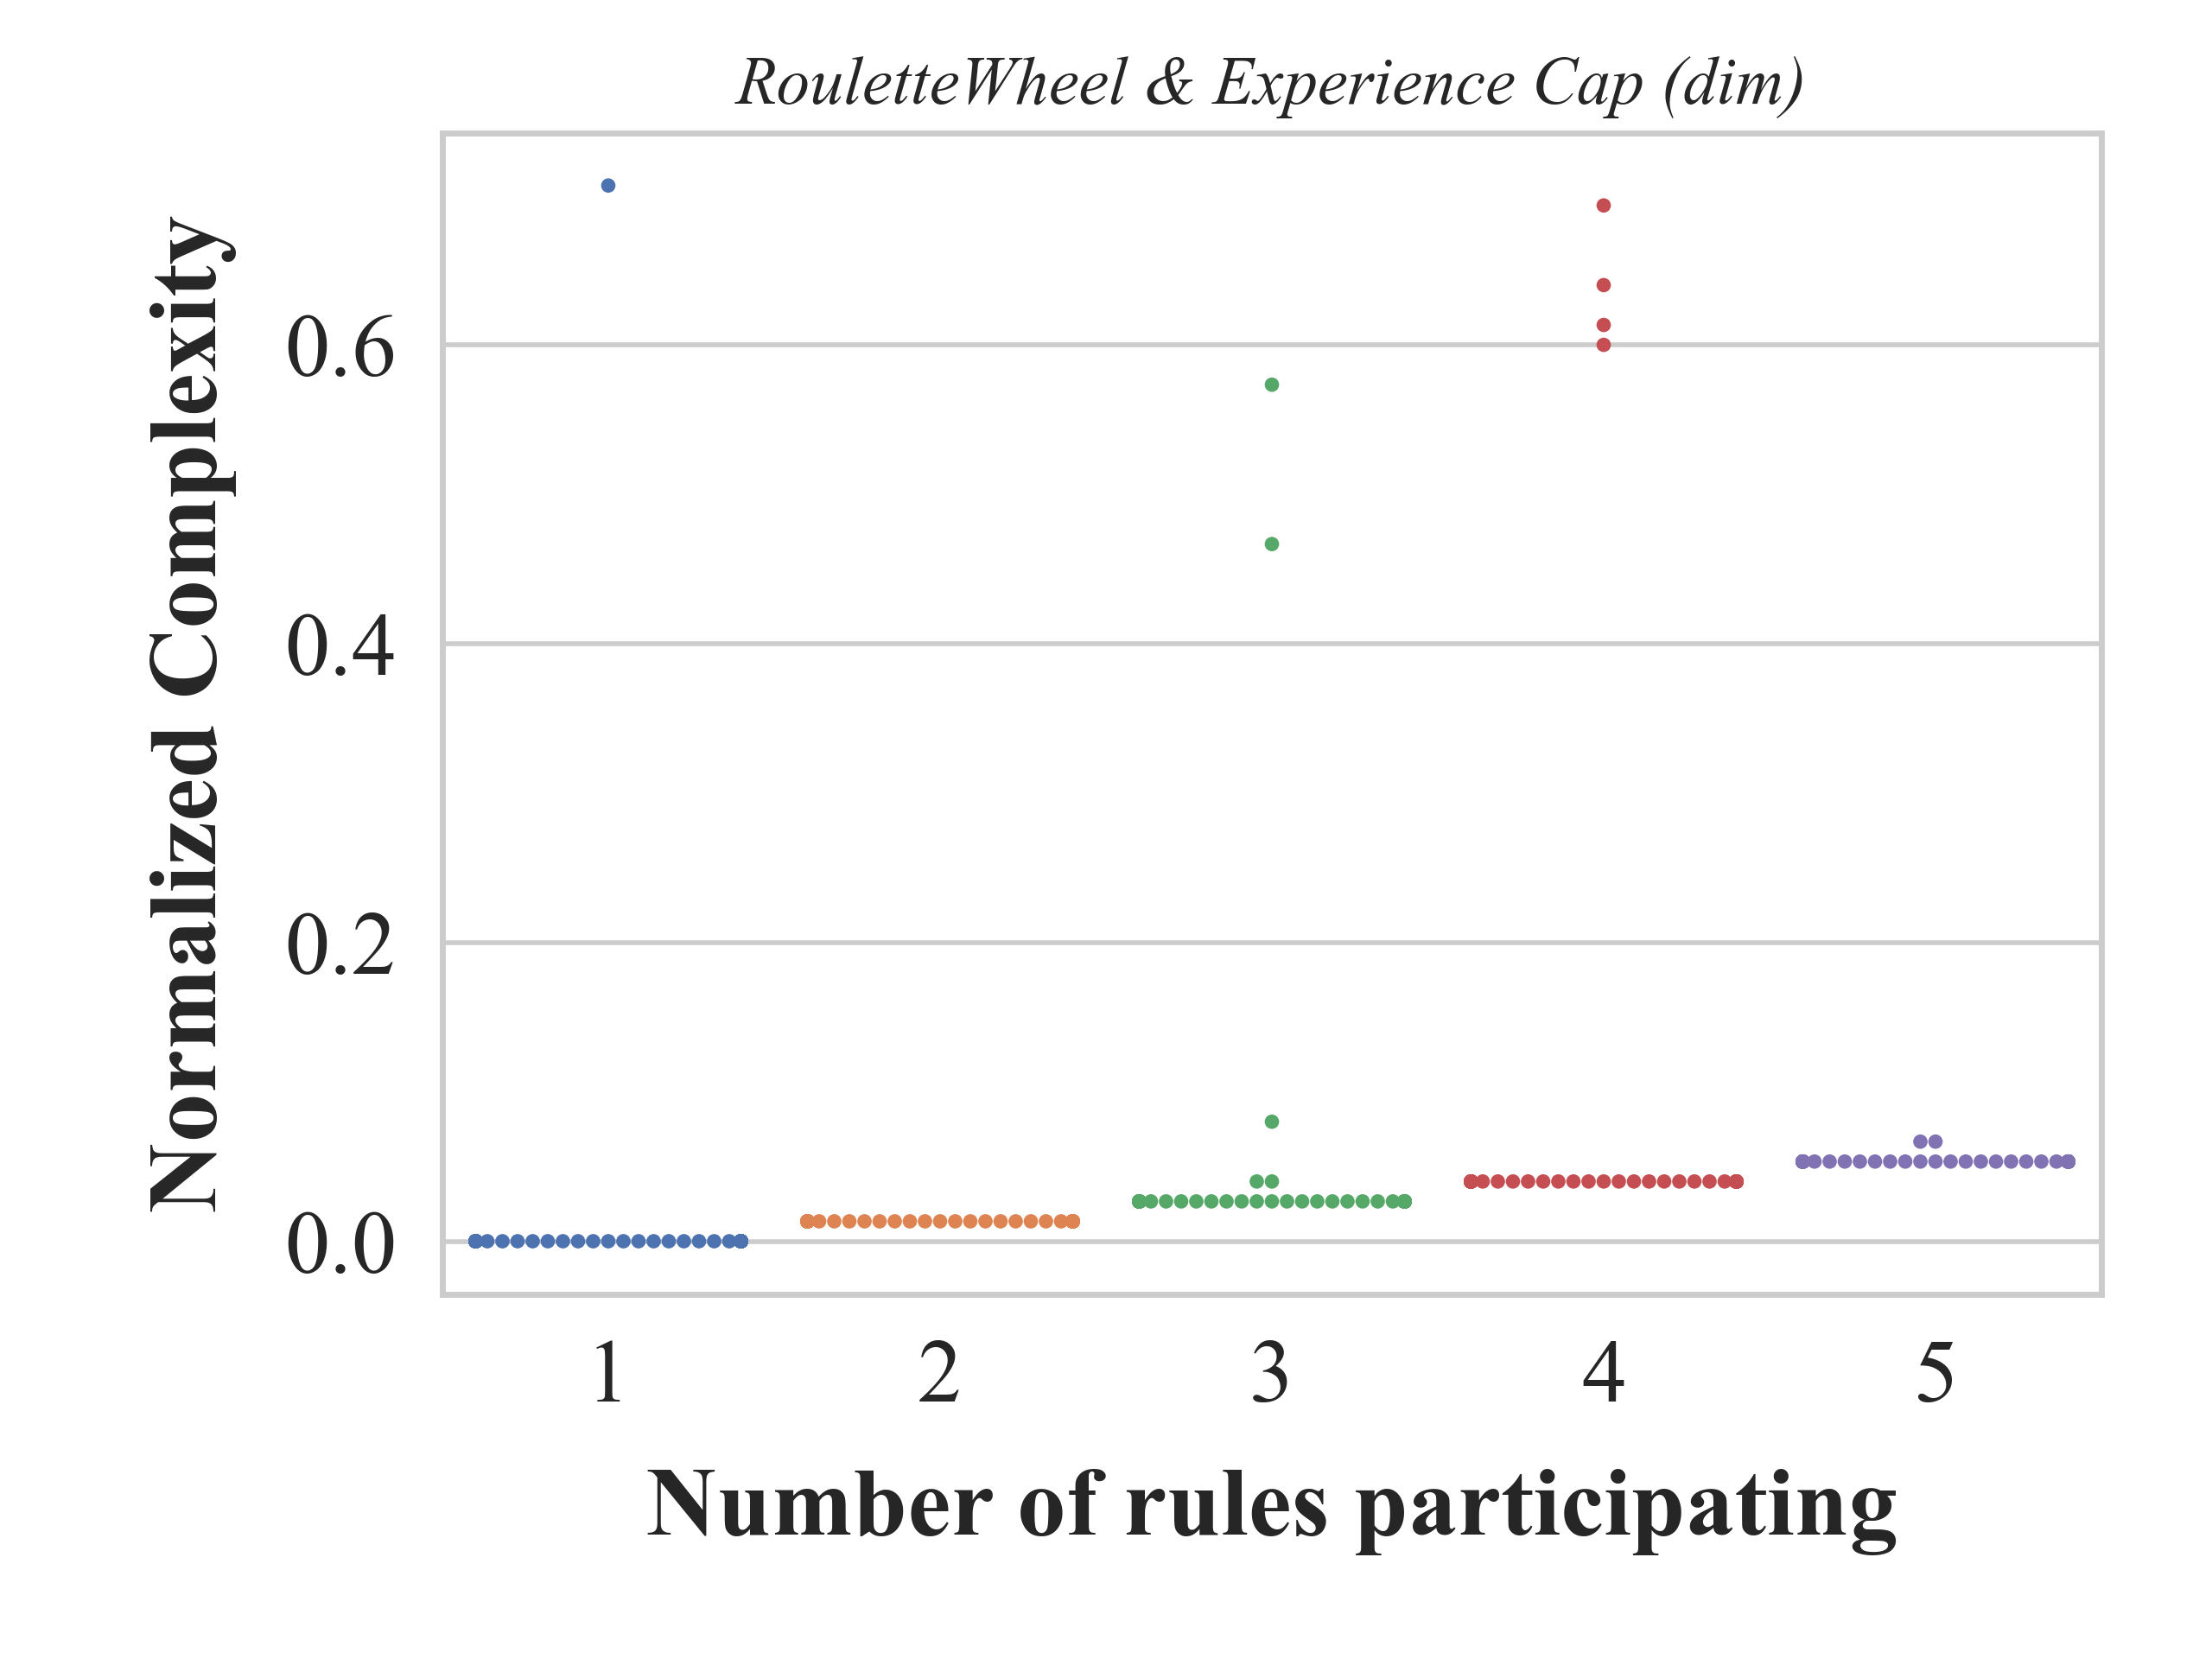 RouletteWheel & Experience Cap (din)
Normalized Complexity
0.6
0.4
0.2
0.0
1 2 3 4 5
Number of rules participating